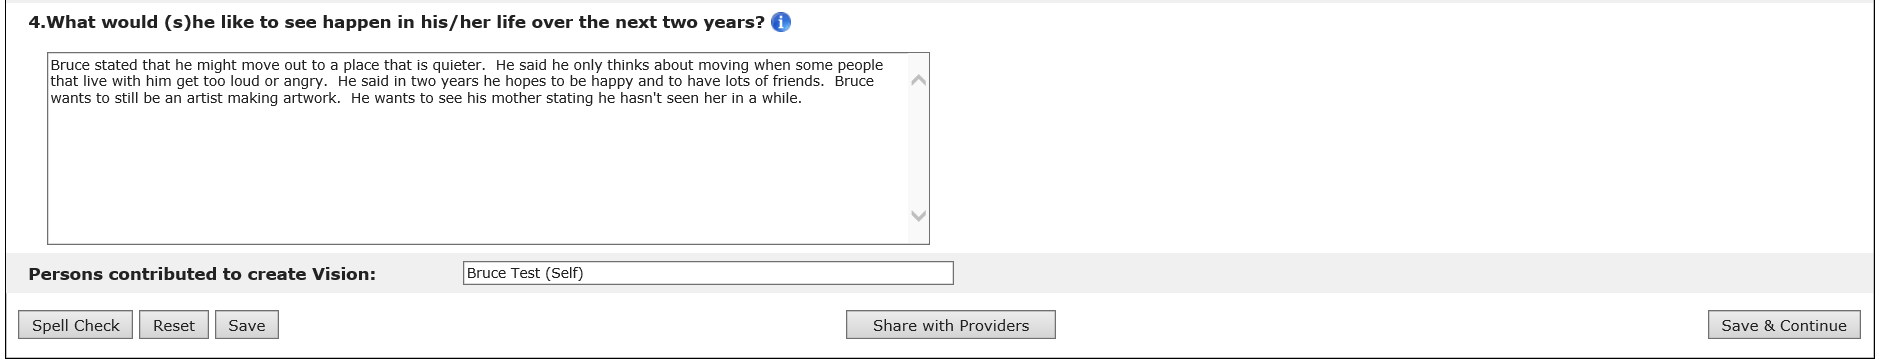 4.What would (s)he like to see happen in his/her life over the next two years? i
Bruce stated that he might move out to a place that is quieter.  He said he only thinks about moving when some people
that live with him get too loud or angry.  He said in two years he hopes to be happy and to have lots of friends.  Bruce
wants to still be an artist making artwork.  He wants to see his mother stating he hasn't seen her in a while.
Persons contributed to create Vision: Bruce Test (Self)
Spell Check Reset Save Share with Providers Save & Continue